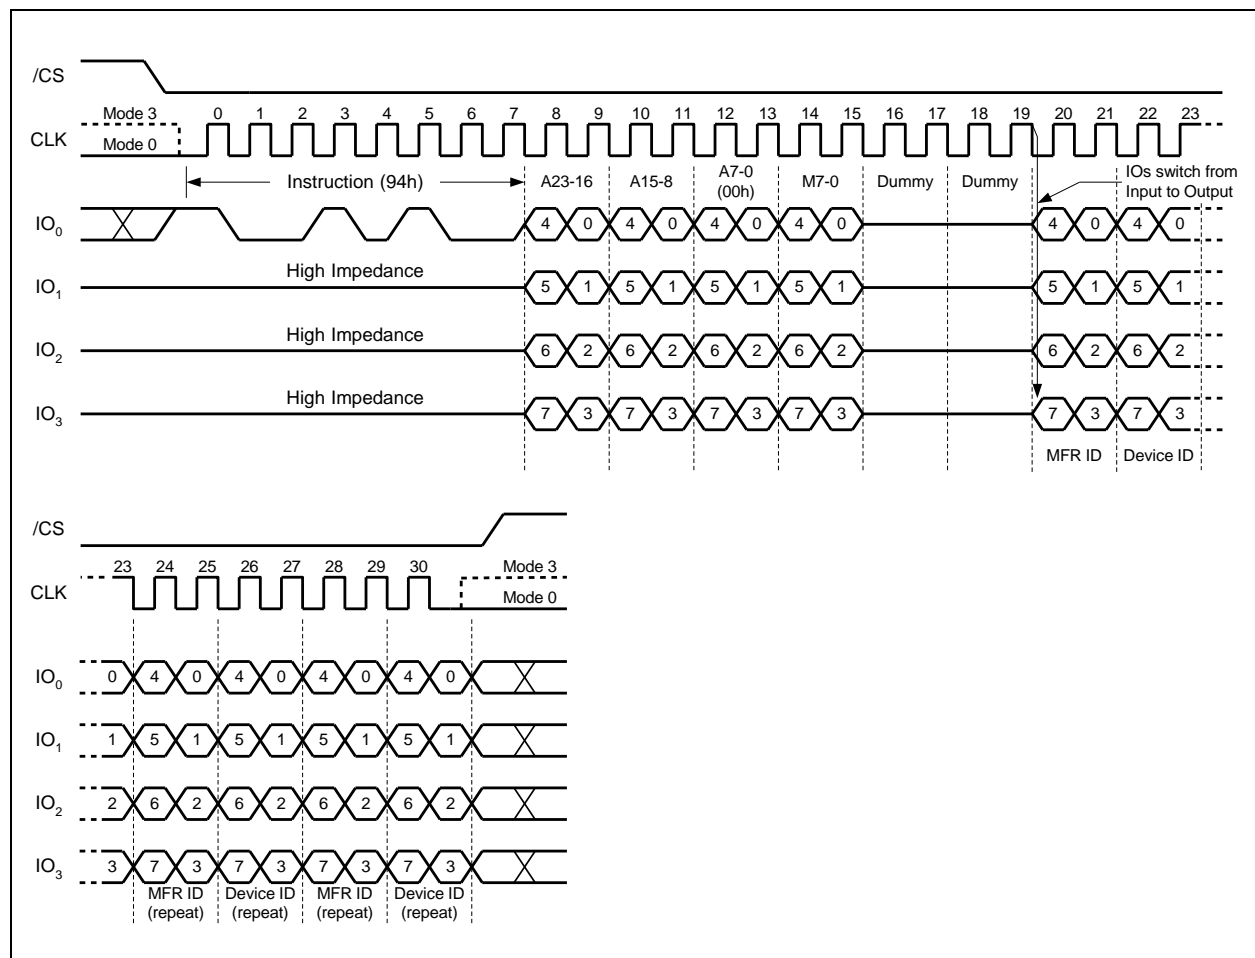 /CS
Mode 3 0 1 2 3 4 5 6 7 8 9 10 11 12 13 14 15 16 17 18 19 20 21 22 23
CLK
Mode 0
Instruction (94h) A23-16 A15-8 A7-0 (00h) M7-0 Dummy Dummy
IOs switch from
Input to Output
IO0 4 0 4 0 4 0 4 0 4 0 4 0
High Impedance
IO1 5 1 5 1 5 1 5 1 5 1 5 1
High Impedance
IO2 6 2 6 2 6 2 6 2 6 2 6 2
High Impedance
IO3 7 3 7 3 7 3 7 3 7 3 7 3
MFR ID Device ID
/CS
23 24 25 26 27 28 29 30 Mode 3
CLK
Mode 0
IO0 0 4 0 4 0 4 0 4 0
IO1 1 5 1 5 1 5 1 5 1
IO2 2 6 2 6 2 6 2 6 2
IO3 3 7 3 7 3 7 3 7 3
MFR ID Device ID MFR ID Device ID
(repeat) (repeat) (repeat) (repeat)